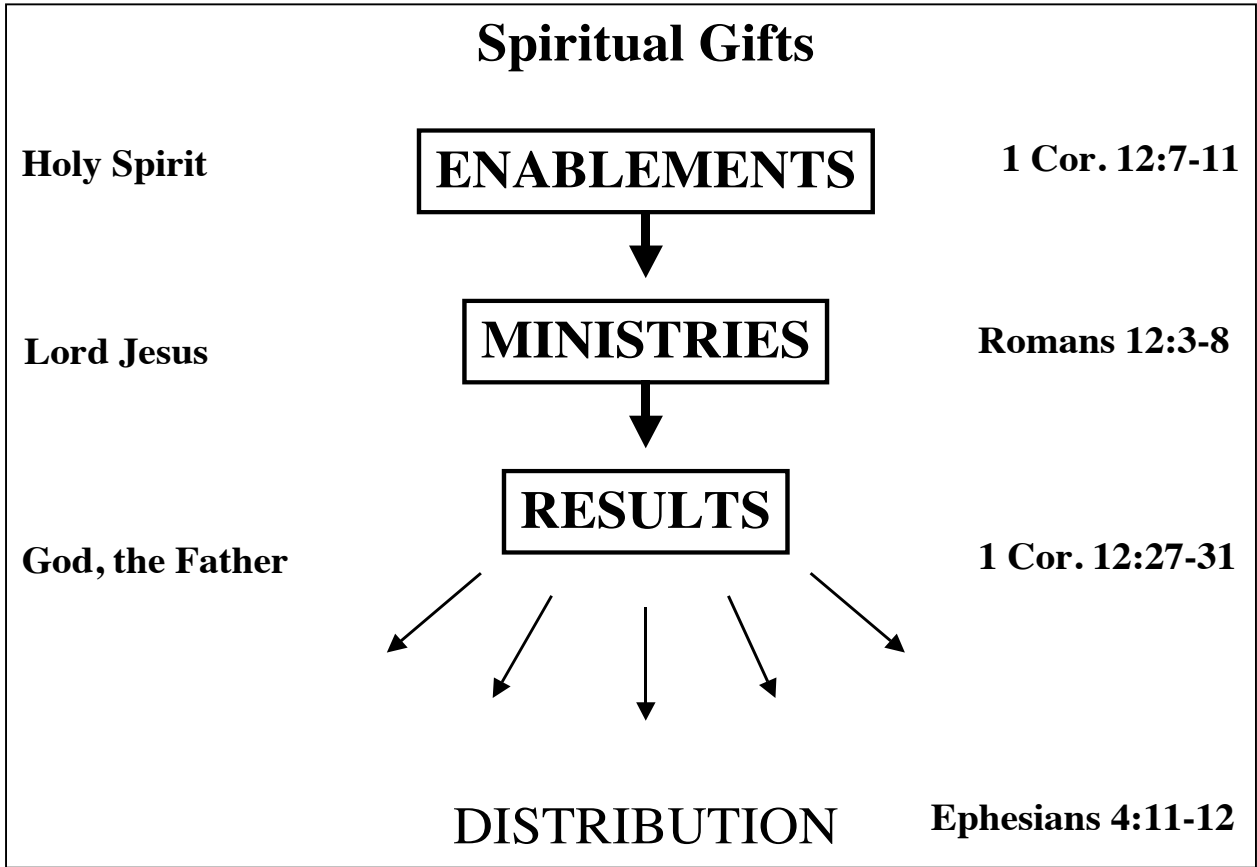 Spiritual Gifts
Holy Spirit ENABLEMENTS 1 Cor. 12:7-11
Lord Jesus MINISTRIES Romans 12:3-8
RESULTS
God, the Father 1 Cor. 12:27-31
DISTRIBUTION Ephesians 4:11-12